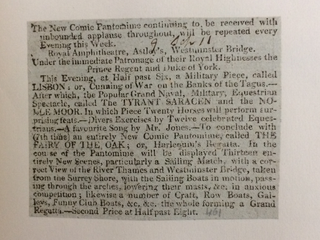 The New Comic Pantomime continuing to be received with
unbounded applause throughout, will be repeated every
Evening this Week.
Royal Amphitheatre, Astley's, Westminster Bridge.
Under the immediate Patronage of their Royal Highnesses the
Prince Regent and Duke of York.
This Evening, at Half past Six, a Military Piece, called
LISBON; or, Cunning of War on the Banks of the Tagus.—
After which, the Popular Grand Naval, Military, Equestrian
Spectacle, called The TYRANT SARACEN and the NO-
BLE MOOR. In which Piece Twenty Horses will perform sur-
prising feats.—Divers Exercises by Twelve celebrated Eques-
trians.—A favourite Song by Mr. Jones.—To conclude with
(6th time) an entirely New Comic Pantomime, called THE
FAIRY OF THE OAK; or, Harlequin's Regatta. In the
course of the Pantomime will be displayed Thirteen en-
tirely New Scenes, particularly a Sailing Match, with a cor-
rect View of the River Thames and Westminster Bridge, taken
from the Surrey Shore, with the Sailing Boats in motion, pass-
ing through the arches, lowering their masts, &c. in anxious
competition; likewise a number of Craft, Row Boats, Gal-
leys, Funny Club Boats, &c. &c. the whole forming a Grand
Regatta.—Second Price at Half past Eight.